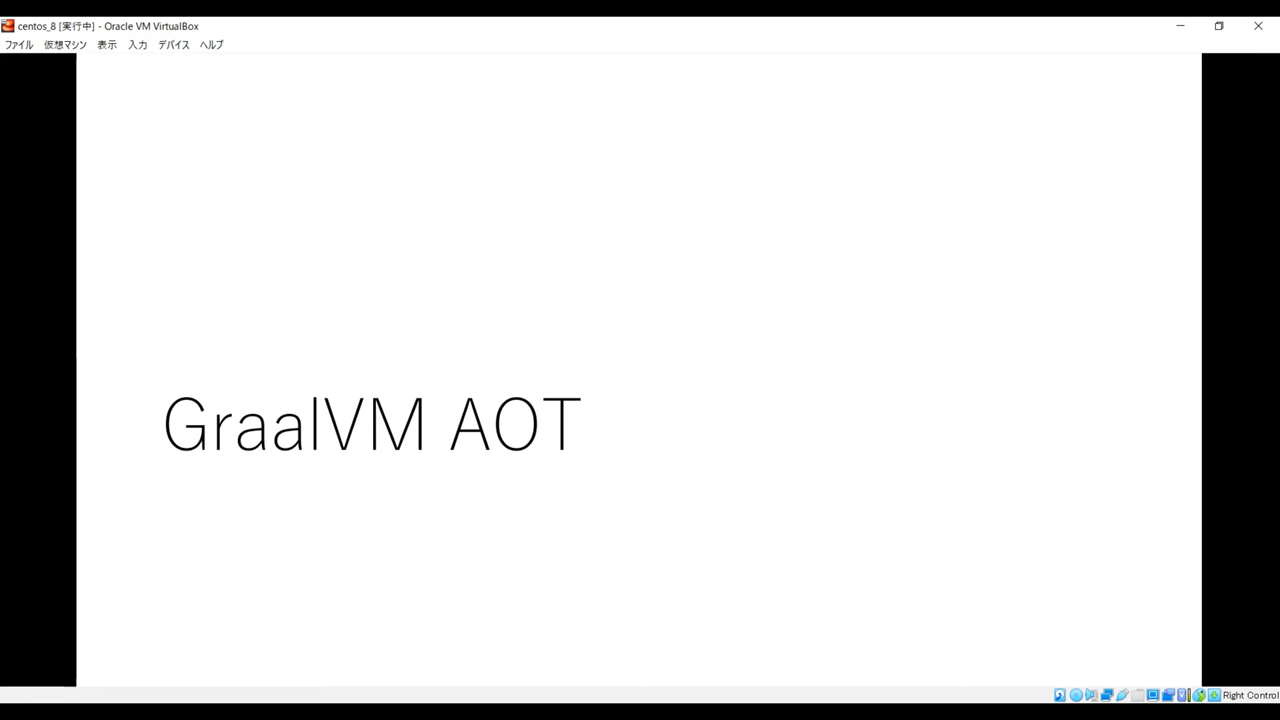 centos_8 [実行中] - Oracle VM VirtualBox
ファイル 仮想マシン 表示 入力 デバイス ヘルプ
GraalVM AOT
Right Control